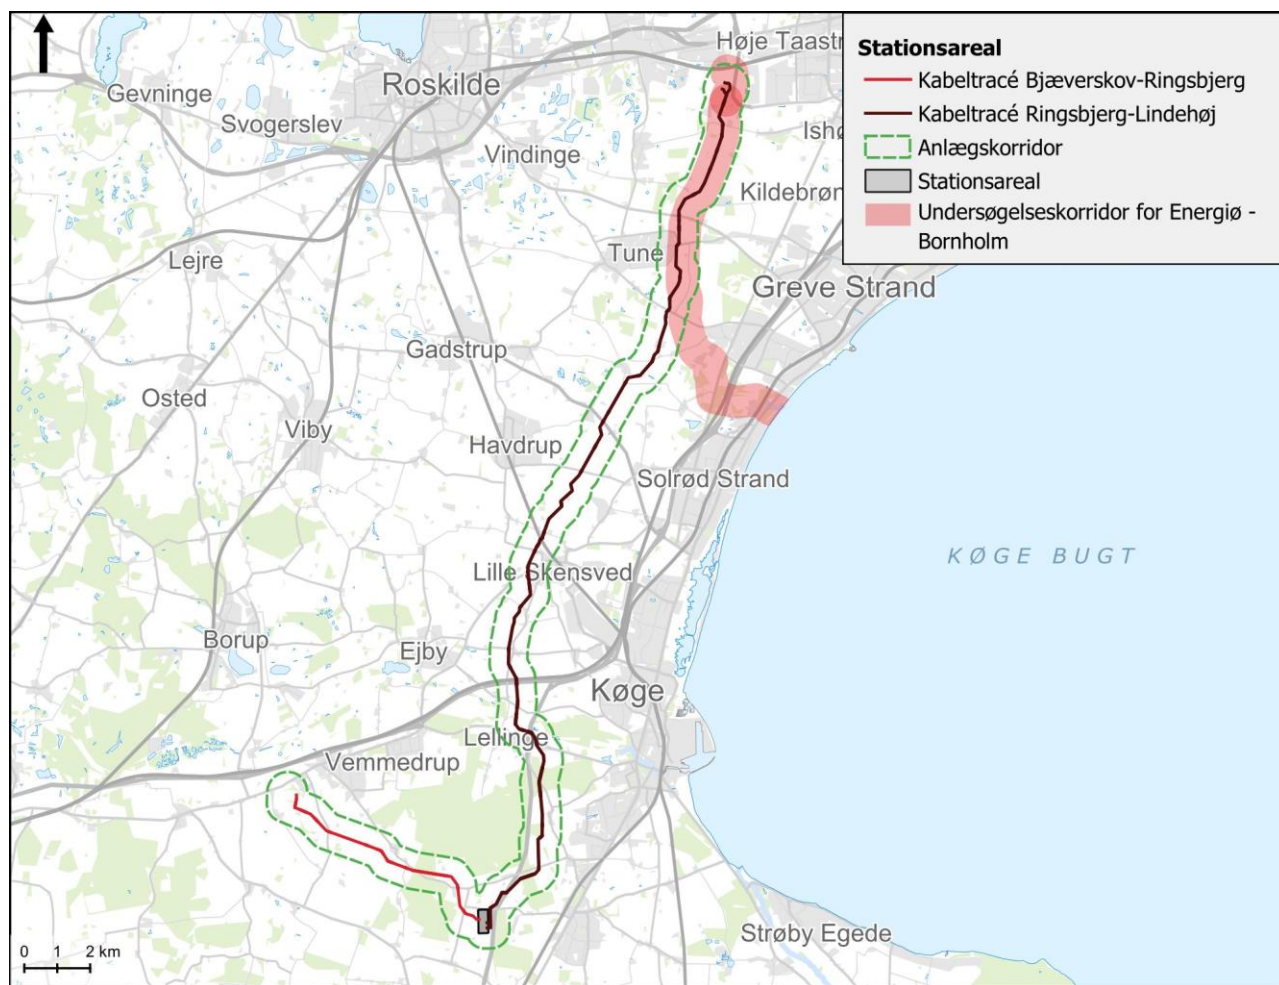 Høje Taastr
Roskilde
Gevninge
Svogerslev
Vindinge
Ishø
Kildebrøn
Lejre
Tune
Greve Strand
Gadstrup
Osted
Viby
Havdrup
Solrød Strand
KØGE BUGT
Lille Skensved
Borup
Ejby
Køge
Lellinge
Vemmedrup
Strøby Egede
0 1 2 km
Stationsareal
Kabeltracé Bjæverskov-Ringsbjerg
Kabeltracé Ringsbjerg-Lindehøj
Anlægskorridor
Stationsareal
Undersøgelseskorridor for Energiø -
Bornholm